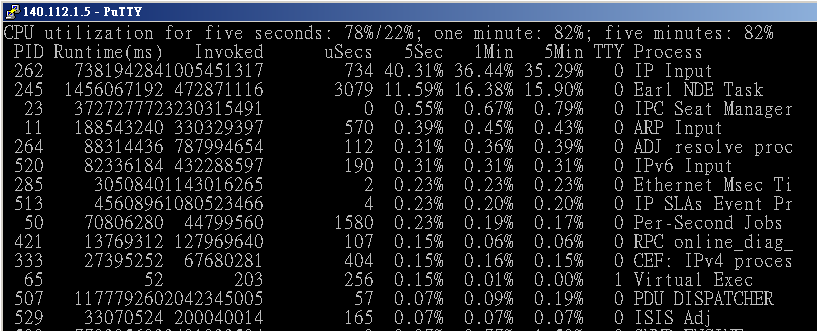 140.112.1.5 - PuTTY
CPU utilization for five seconds: 78%/22%; one minute: 82%; five minutes: 82%
PID Runtime(ms) Invoked uSecs 5Sec 1Min 5Min TTY Process
262 7381942841005451317 734 40.31% 36.44% 35.29% 0 IP Input
245 1456067192 472871116 3079 11.59% 16.38% 15.90% 0 Earl NDE Task
23 3727277723230315491 0 0.55% 0.67% 0.79% 0 IPC Seat Manager
11 188543240 330329397 570 0.39% 0.45% 0.43% 0 ARP Input
264 88314436 787994654 112 0.31% 0.36% 0.39% 0 ADJ resolve proc
520 82336184 432288597 190 0.31% 0.31% 0.31% 0 IPv6 Input
285 30508401143016265 2 0.23% 0.23% 0.23% 0 Ethernet Msec Ti
513 45608961080523466 4 0.23% 0.20% 0.20% 0 IP SLAs Event Pr
50 70806280 44799560 1580 0.23% 0.19% 0.17% 0 Per-Second Jobs
421 13769312 127969640 107 0.15% 0.06% 0.06% 0 RPC online_diag_
333 27395252 67680281 404 0.15% 0.16% 0.15% 0 CEF: IPv4 proces
65 52 203 256 0.15% 0.01% 0.00% 1 Virtual Exec
507 1177792602042345005 57 0.07% 0.09% 0.19% 0 PDU DISPATCHER
529 33070524 200040014 165 0.07% 0.07% 0.07% 0 ISIS Adj